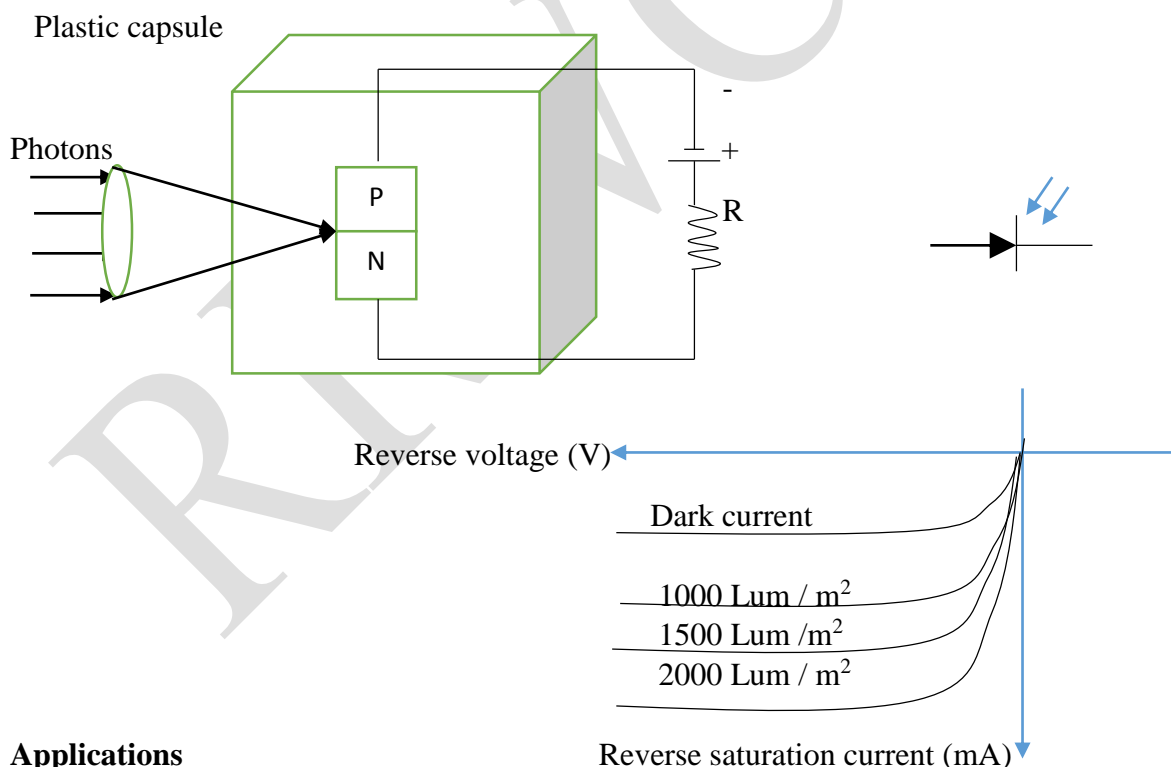 Plastic capsule
-
Photons
+
P
R
N
Reverse voltage (V)
Dark current
1000 Lum / m²
1500 Lum /m²
2000 Lum / m²
Applications
Reverse saturation current (mA)